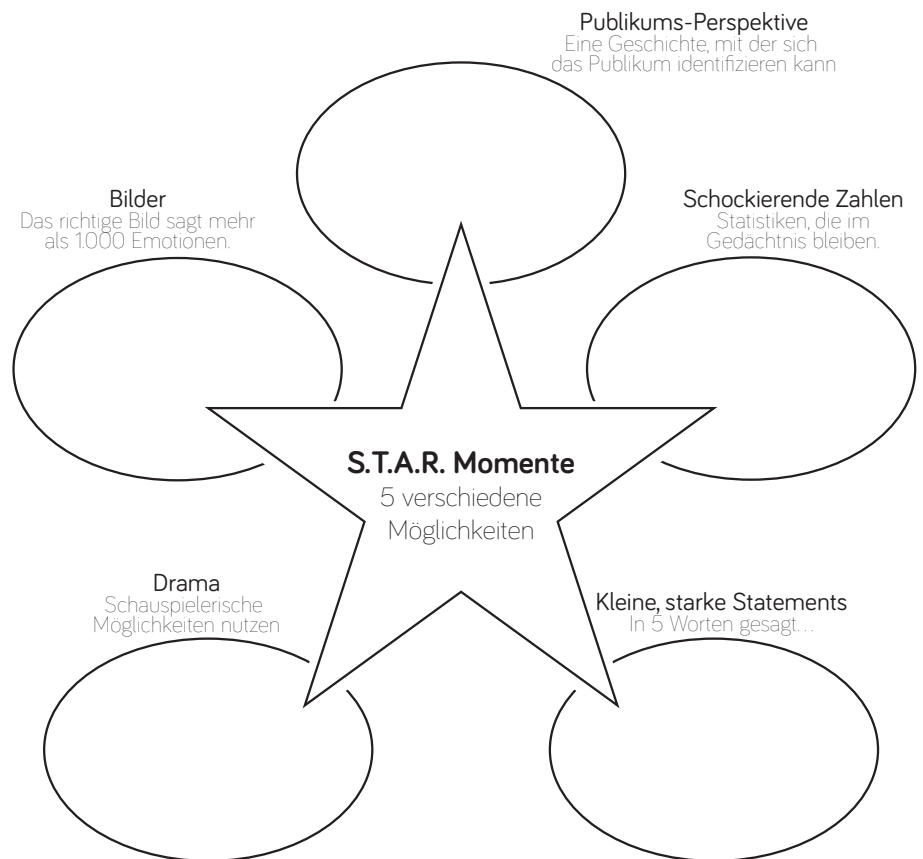 Publikums-Perspektive
Eine Geschichte, mit der sich
das Publikum identifizieren kann
Bilder
Das richtige Bild sagt mehr
als 1.000 Emotionen.
Schockierende Zahlen
Statistiken, die im
Gedächtnis bleiben.
S.T.A.R. Momente
5 verschiedene
Möglichkeiten
Drama
Schauspielerische
Möglichkeiten nutzen
Kleine, starke Statements
In 5 Worten gesagt...